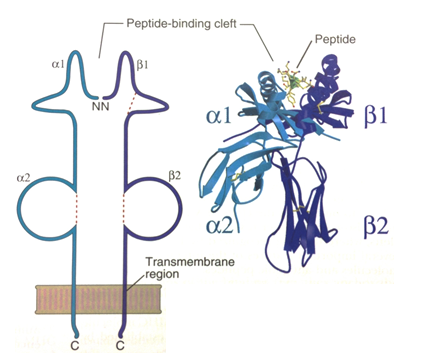 Peptide-binding cleft
Peptide
α1
β1
NN
α1
β1
α2
β2
α2
β2
Transmembrane
region
C
C